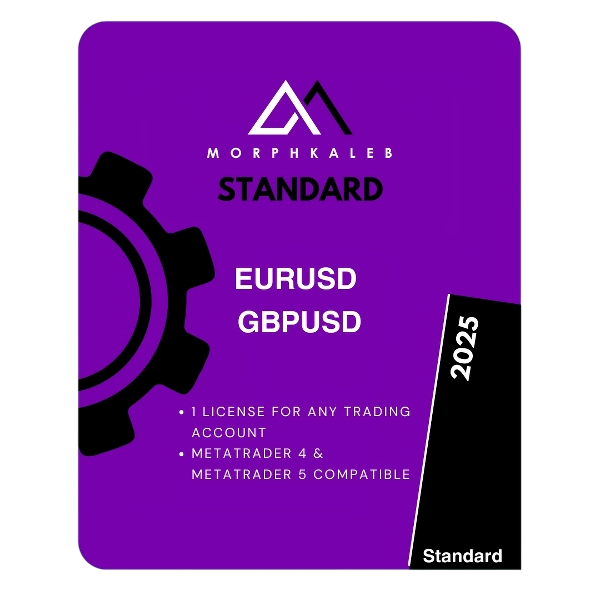 MORPHKALEB
STANDARD
EURUSD
GBPUSD
2025
• 1 LICENSE FOR ANY TRADING
ACCOUNT
• METATRADER 4 &
METATRADER 5 COMPATIBLE
Standard